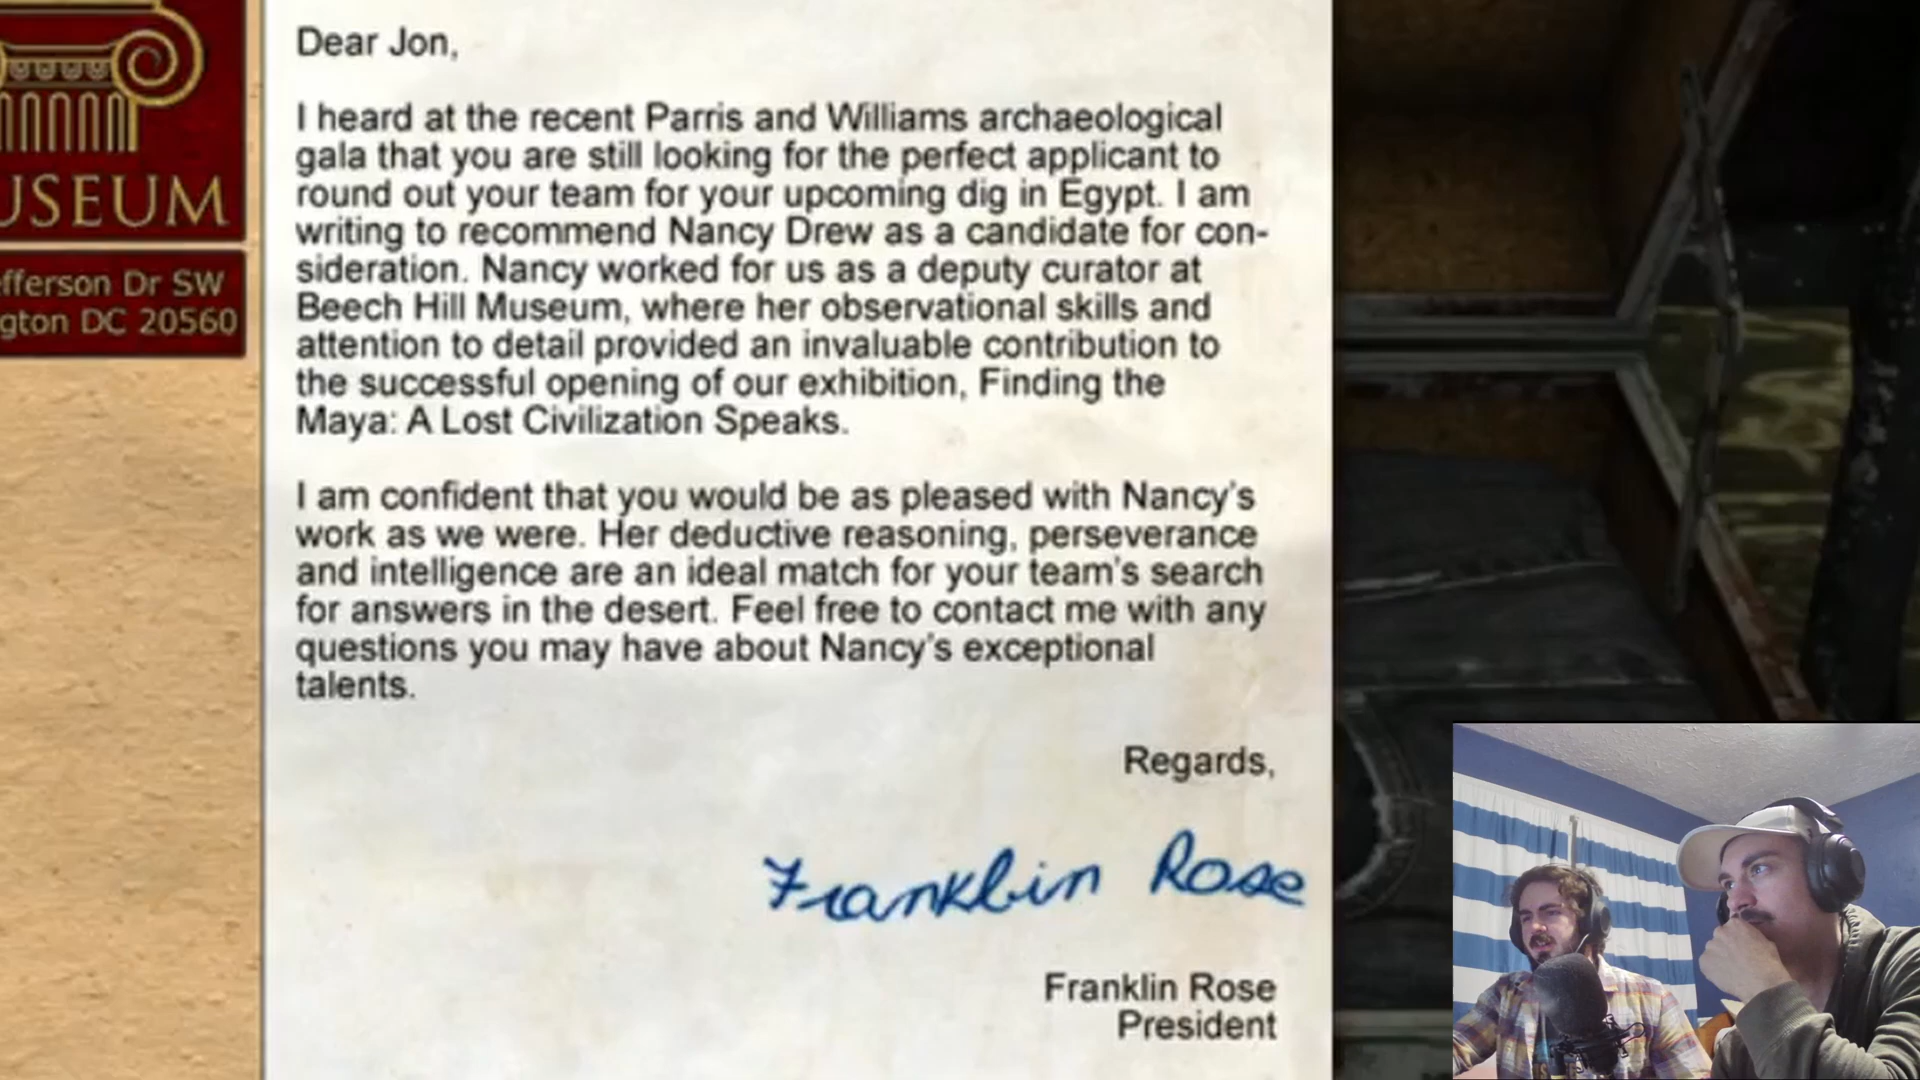 Dear Jon,
I heard at the recent Parris and Williams archaeological
gala that you are still looking for the perfect applicant to
round out your team for your upcoming dig in Egypt. I am
writing to recommend Nancy Drew as a candidate for con-
sideration. Nancy worked for us as a deputy curator at
Beech Hill Museum, where her observational skills and
attention to detail provided an invaluable contribution to
the successful opening of our exhibition, Finding the
Maya: A Lost Civilization Speaks.
I am confident that you would be as pleased with Nancy's
work as we were. Her deductive reasoning, perseverance
and intelligence are an ideal match for your team's search
for answers in the desert. Feel free to contact me with any
questions you may have about Nancy's exceptional
talents.
Regards,
Franklin Rose
Franklin Rose
President
USEUM
fferson Dr SW
gton DC 20560